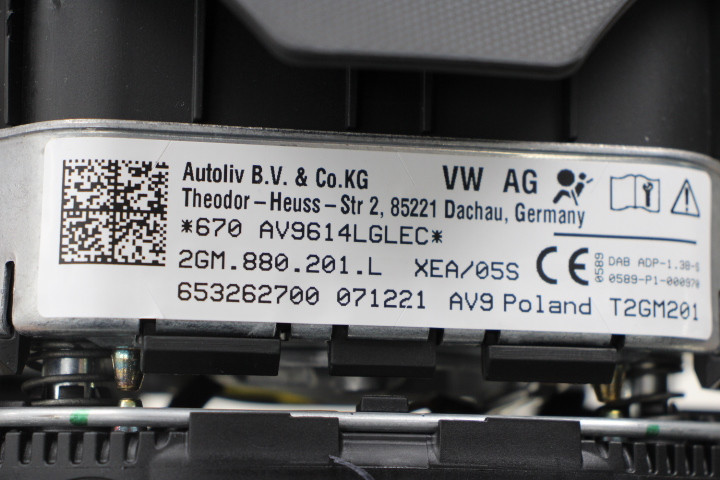 Autoliv B.V. & Co.KG VW AG
Theodor-Heuss-Str 2, 85221 Dachau, Germany
*670 AV9614LGLEC*
2GM.880.201.L XEA/05S CE 0589 DAB ADP-1.38-S
0589-P1-000970
653262700 071221 AV9 Poland T2GM201